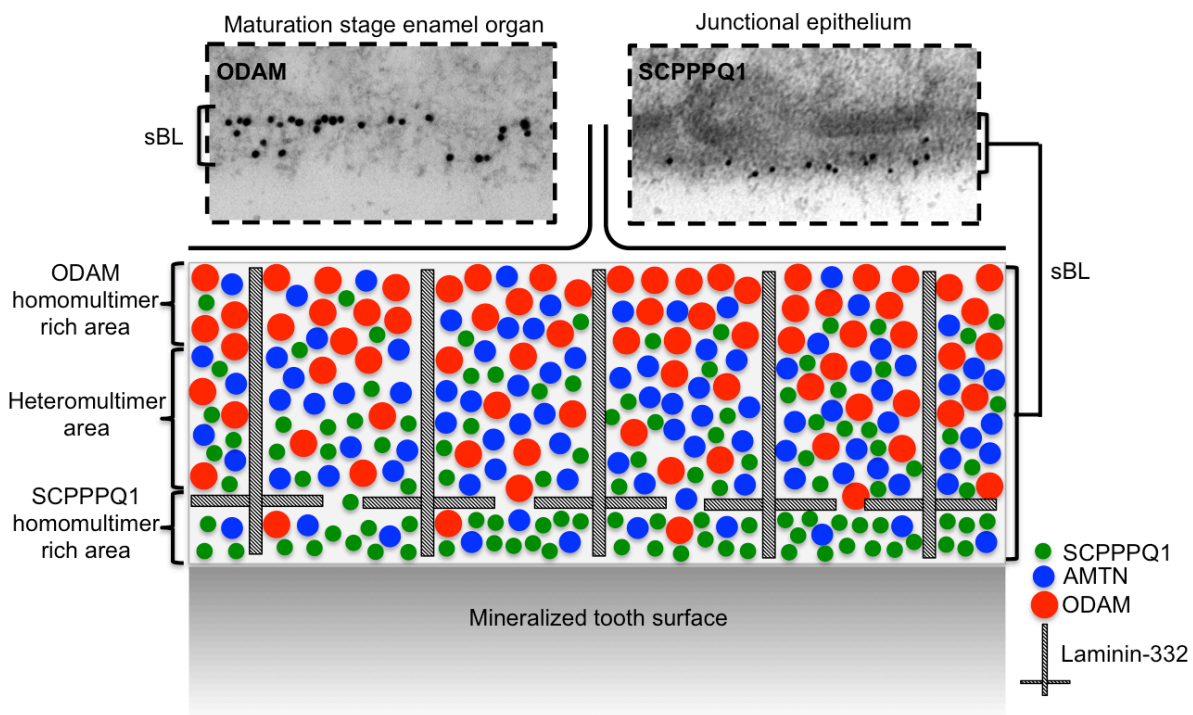 Maturation stage enamel organ
Junctional epithelium
ODAM
SCPPPQ1
sBL
sBL
ODAM
homomultimer
rich area
Heteromultimer
area
SCPPPQ1
homomultimer
rich area
SCPPPQ1
AMTN
ODAM
Laminin-332
Mineralized tooth surface